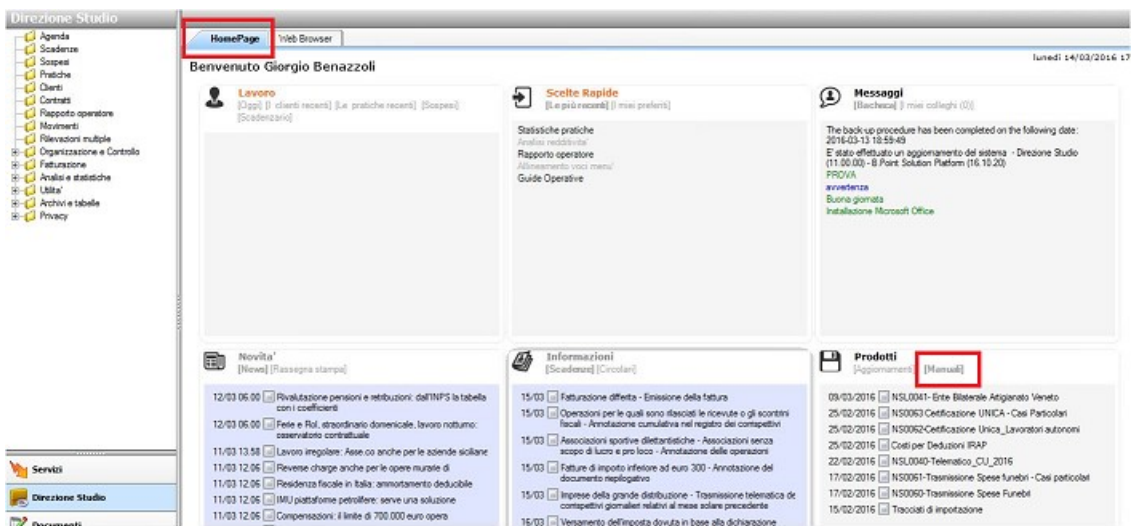 Direzione Studio
Agenda
Scadenze
Sospesi
Pratiche
Clienti
Contratti
Rapporto operatore
Movimenti
Rilevazioni multiple
Organizzazione e Controllo
Fatturazione
Analisi e statistiche
Utilita'
Archivi e tabelle
Privacy
Servizi
Direzione Studio
Documenti
HomePage
Web Browser
lunedì 14/03/2016 17
Benvenuto Giorgio Benazzoli
Lavoro
[Oggi] [I clienti recenti] [Le pratiche recenti] [Sospesi]
[Scadenzario]
Scelte Rapide
[Le più recenti] [I miei preferiti]
Statistiche pratiche
Analisi redditivita'
Rapporto operatore
Allineamento voci menu'
Guide Operative
Messaggi
[Bacheca] [I miei colleghi (0)]
The back-up procedure has been completed on the following date:
2016-03-13 18:59:49
E' stato effettuato un aggiornamento del sistema - Direzione Studio
(11.00.00) - B.Point Solution Platform (16.10.20)
PROVA
avvertenza
Buona giornata
Installazione Microsoft Office
Novita'
[News] [Rassegna stampa]
12/03 06.00 Rivalutazione pensioni e retribuzioni: dall'INPS la tabella
con i coefficienti
12/03 06.00 Ferie e Rol, straordinario domenicale, lavoro notturno:
osservatorio contrattuale
11/03 13.58 Lavoro irregolare: Asse.co anche per le aziende siciliane
11/03 12.06 Reverse charge anche per le opere murarie di
11/03 12.06 Residenza fiscale in Italia: ammortamento deducibile
11/03 12.06 IMU piattaforme petrolifere: serve una soluzione
11/03 12.06 Compensazioni: il limite di 700.000 euro opera
Informazioni
[Scadenze] [Circolari]
15/03 Fatturazione differita - Emissione della fattura
15/03 Operazioni per le quali sono rilasciati le ricevute o gli scontrini
fiscali - Annotazione cumulativa nel registro dei corrispettivi
15/03 Associazioni sportive dilettantistiche - Associazioni senza
scopo di lucro e pro loco - Annotazione delle operazioni
15/03 Fatture di importo inferiore ad euro 300 - Annotazione del
documento riepilogativo
15/03 Imprese della grande distribuzione - Trasmissione telematica dei
corrispettivi giornalieri relativi al mese solare precedente
16/03 Versamento dell'imposta dovuta in base alla dichiarazione
Prodotti
[Aggiornamenti] [Manuali]
09/03/2016 NSL0041- Ente Bilaterale Artigianato Veneto
25/02/2016 NS0063 Certificazione UNICA - Casi Particolari
25/02/2016 NS0062-Certificazione Unica_Lavoratori autonomi
25/02/2016 Costi per Deduzioni IRAP
22/02/2016 NSL0040-Telematico_CU_2016
17/02/2016 NS0061-Trasmissione Spese funebri - Casi particolari
17/02/2016 NS0060-Trasmissione Spese Funebri
15/02/2016 Tracciati di importazione